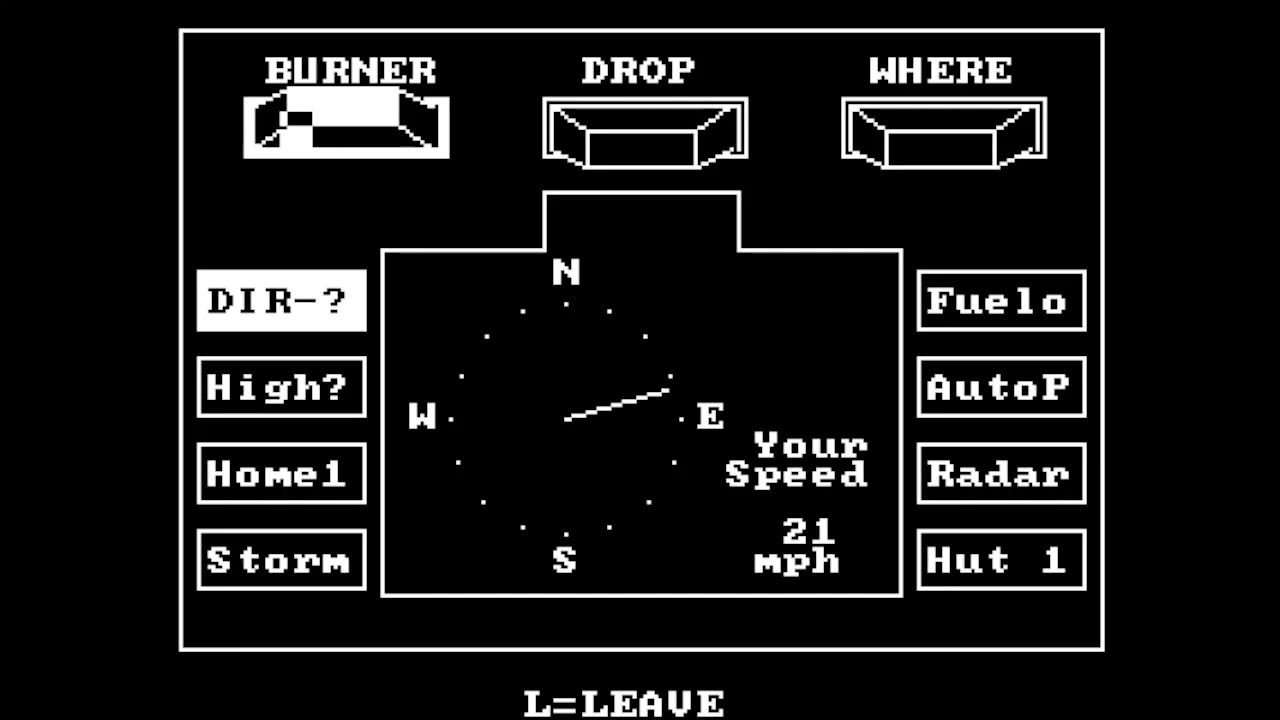 BURNER DROP WHERE
DIR-?
High?
Home1
Storm
N
W E
S
Your
Speed
21
mph
Fuelo
AutoP
Radar
Hut 1
L=LEAVE